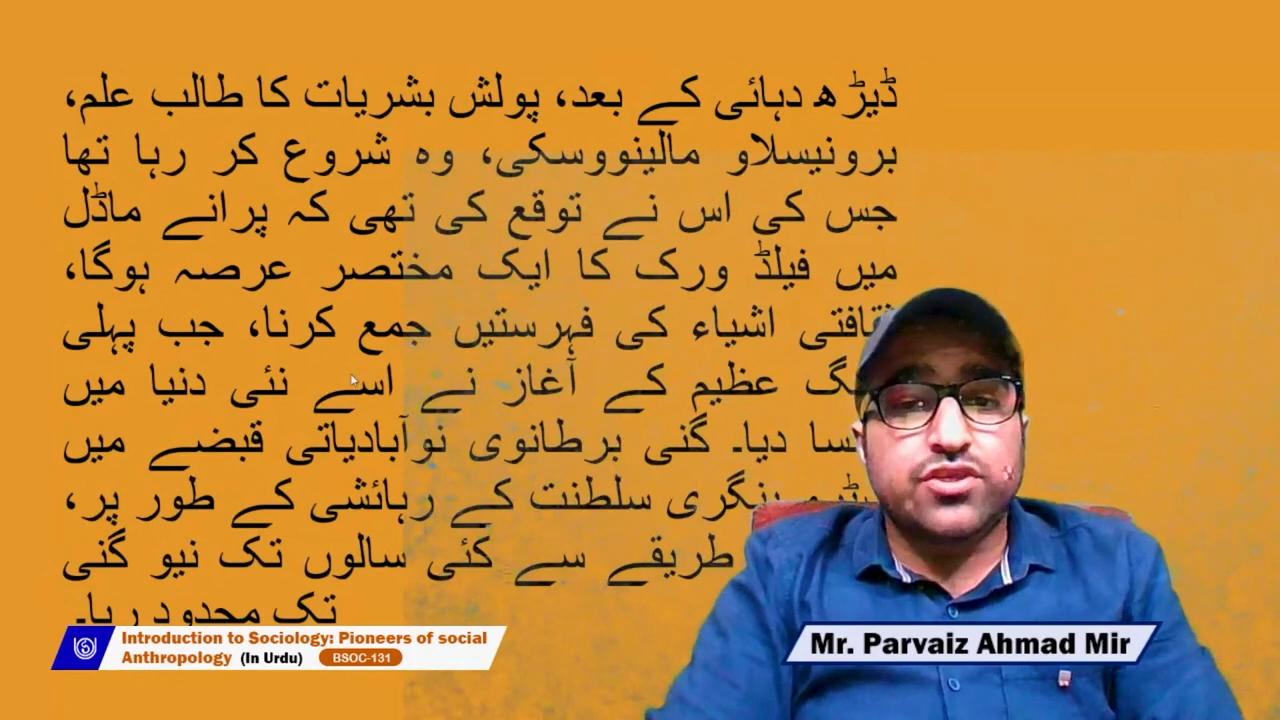 ڈیڑھ دہائی کے بعد، پولش بشریات کا طالب علم،
برونیسلاو مالینووسکی، وہ شروع کر رہا تھا
جس کی اس نے توقع کی تھی کہ پرانے ماڈل
میں فیلڈ ورک کا ایک مختصر عرصہ ہوگا،
ثقافتی اشیاء کی فہرستیں جمع کرنا، جب پہلی
عظیم کے آغاز نے اسے نئی دنیا میں
دیا۔ گنی برطانوی نوآبادیاتی قبضے میں
سلطنت کے رہائشی کے طور پر،
طریقے سے کئی سالوں تک نیو گنی
تک محدود رہا۔
Introduction to Sociology: Pioneers of social
Anthropology (In Urdu) BSOC-131
Mr. Parvaiz Ahmad Mir